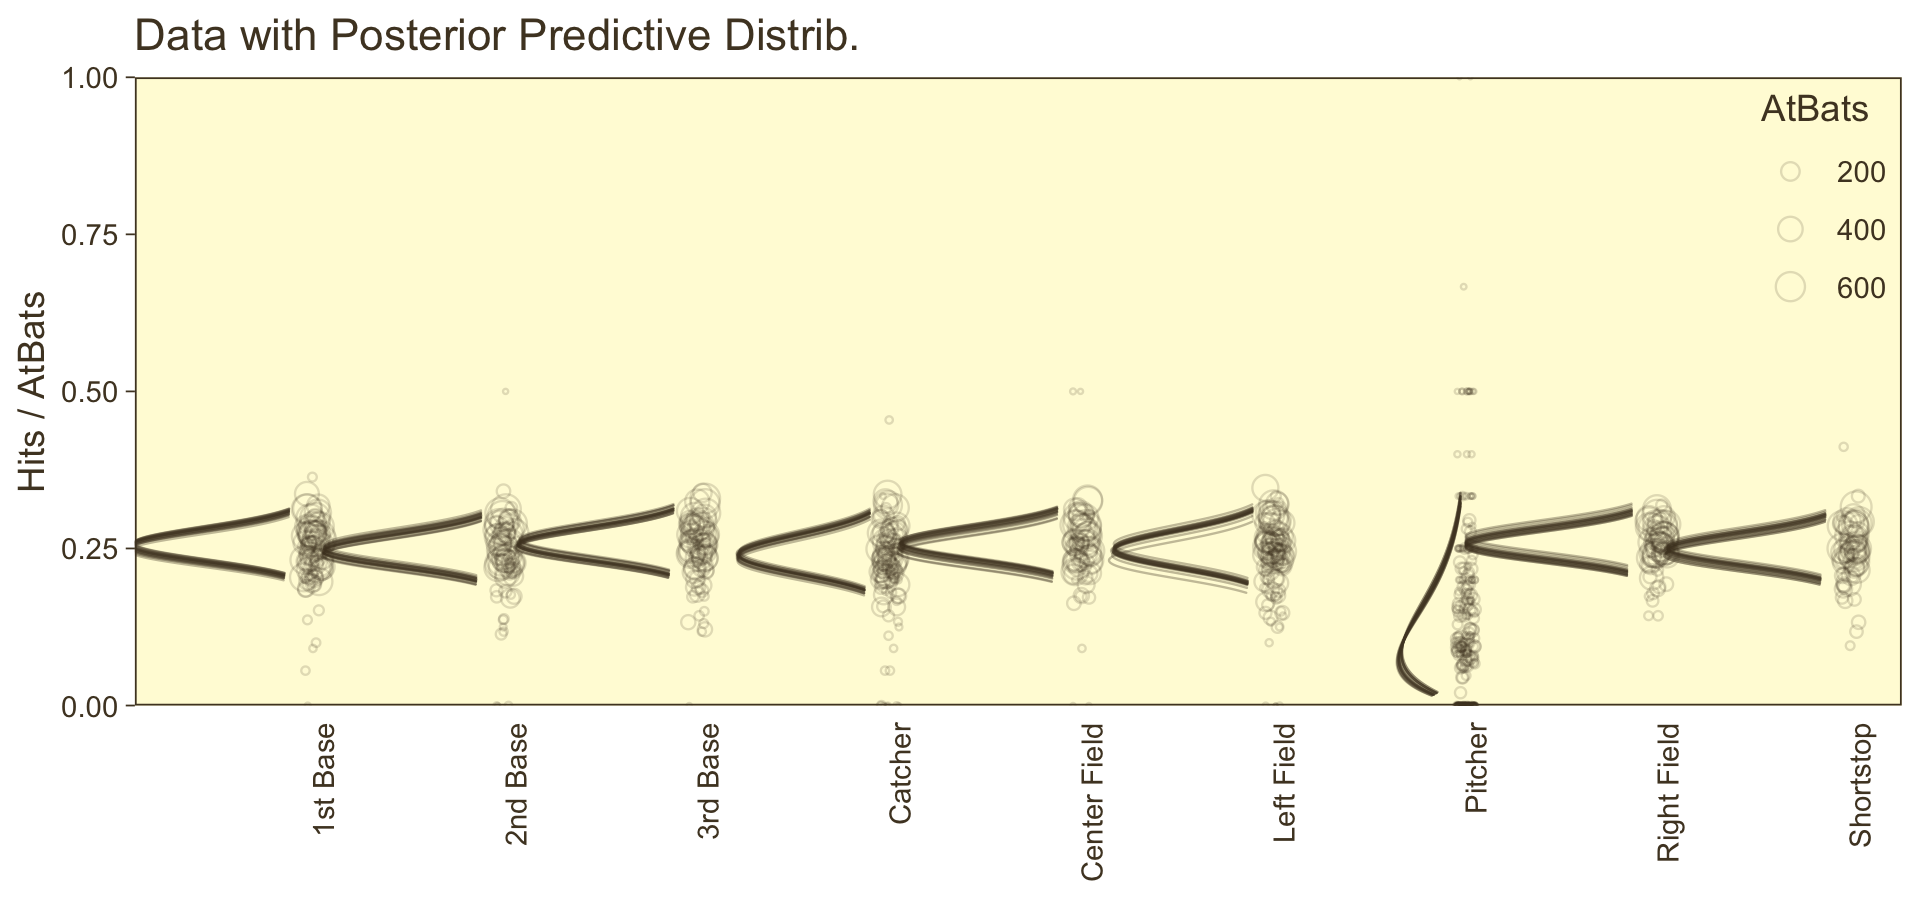 Data with Posterior Predictive Distrib.
1.00
0.75
0.50
0.25
0.00
Hits / AtBats
AtBats
200
400
600
1st Base
2nd Base
3rd Base
Catcher
Center Field
Left Field
Pitcher
Right Field
Shortstop